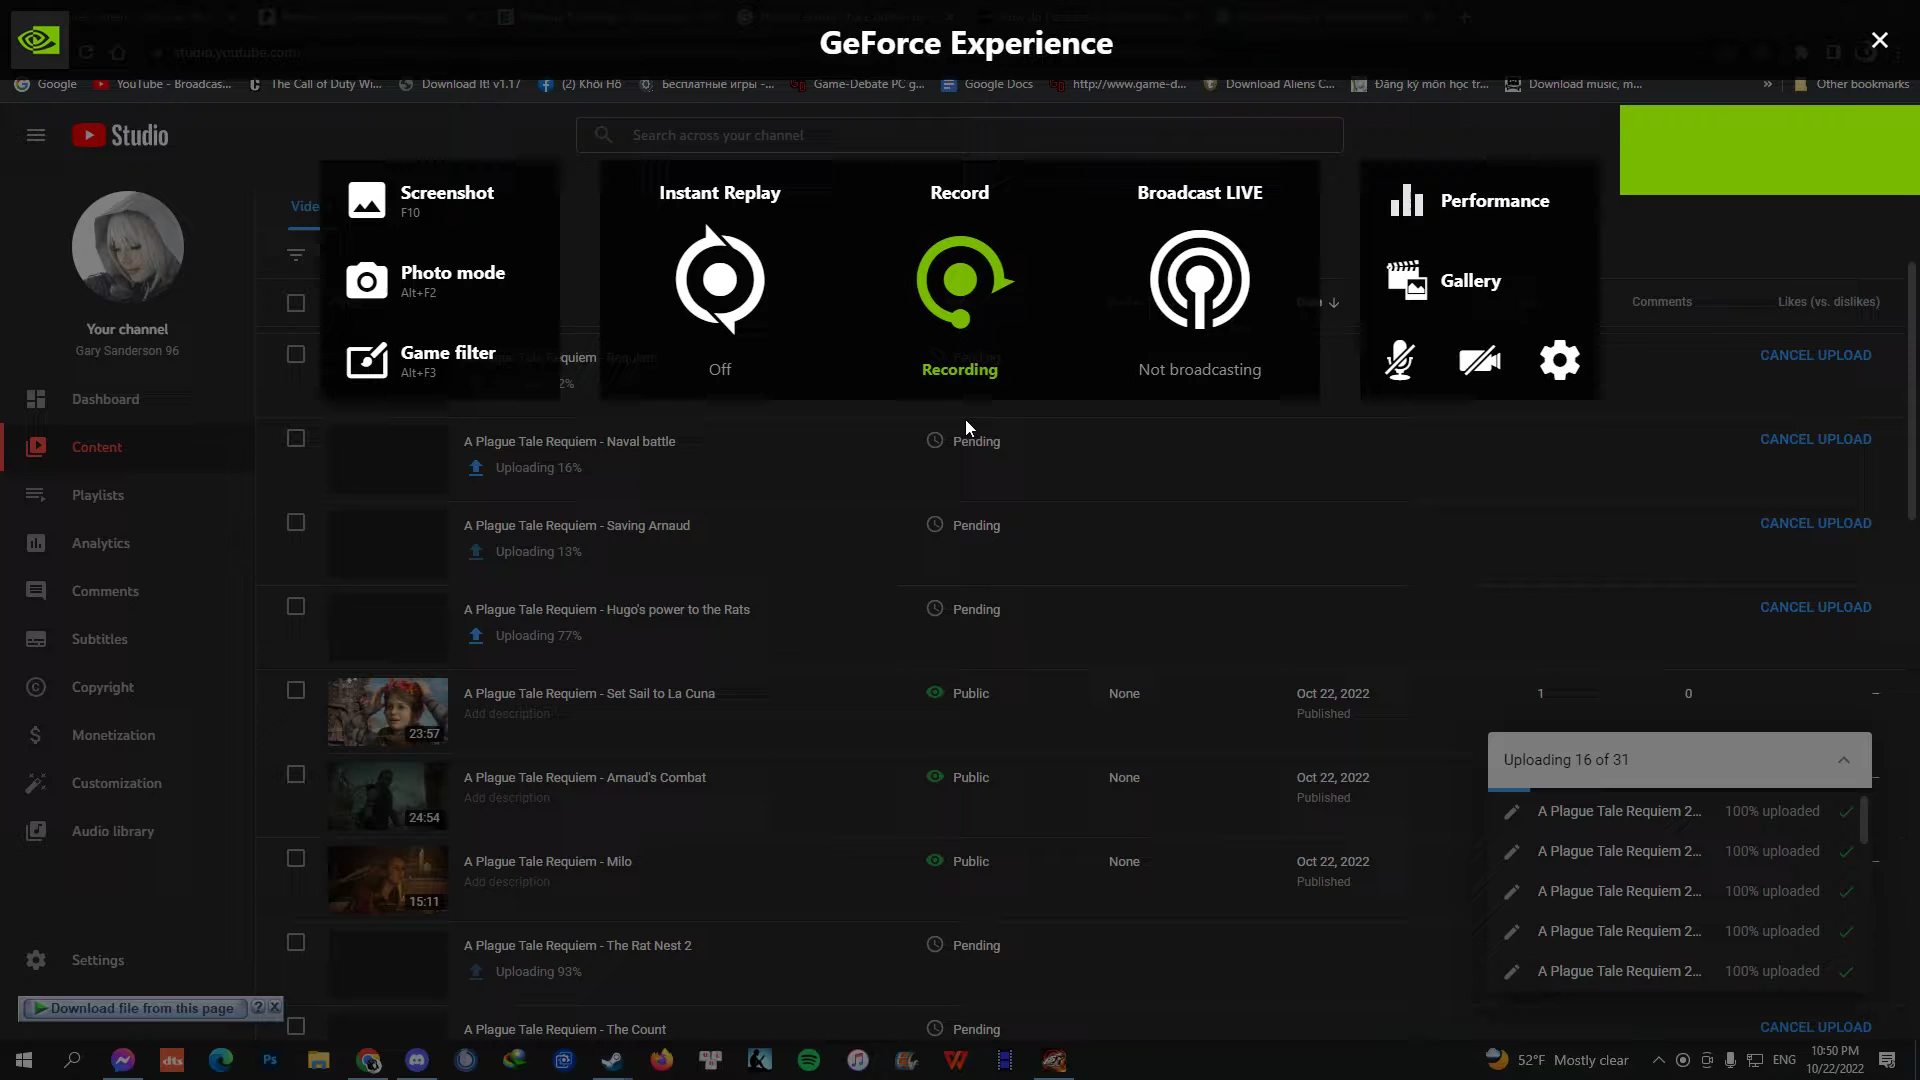 GeForce Experience
studio.youtube.com
Google
YouTube - Broadcas...
The Call of Duty Wi...
Download It! v1.17
(2) Khôi Hồ
Бесплатные игры -...
Game-Debate PC g...
Google Docs
http://www.game-d...
Download Aliens C...
Đăng ký môn học tr...
Download music, m...
»
Other bookmarks
Studio
Search across your channel
Screenshot
F10
Photo mode
Alt+F2
Game filter
Alt+F3
Instant Replay
Off
Record
Recording
Broadcast LIVE
Not broadcasting
Performance
Gallery
Your channel
Gary Sanderson 96
Dashboard
Content
Playlists
Analytics
Comments
Subtitles
Copyright
Monetization
Customization
Audio library
Settings
Download file from this page
Comments
Likes (vs. dislikes)
Pending
CANCEL UPLOAD
A Plague Tale Requiem - Naval battle
Uploading 16%
Pending
CANCEL UPLOAD
A Plague Tale Requiem - Saving Arnaud
Uploading 13%
Pending
CANCEL UPLOAD
A Plague Tale Requiem - Hugo's power to the Rats
Uploading 77%
Pending
CANCEL UPLOAD
A Plague Tale Requiem - Set Sail to La Cuna
Add description
23:57
Public
None
Oct 22, 2022
Published
1
0
–
A Plague Tale Requiem - Arnaud's Combat
Add description
24:54
Public
None
Oct 22, 2022
Published
–
A Plague Tale Requiem - Milo
Add description
15:11
Public
None
Oct 22, 2022
Published
–
A Plague Tale Requiem - The Rat Nest 2
Uploading 93%
Pending
A Plague Tale Requiem - The Count
Pending
CANCEL UPLOAD
Uploading 16 of 31
A Plague Tale Requiem 2... 100% uploaded
A Plague Tale Requiem 2... 100% uploaded
A Plague Tale Requiem 2... 100% uploaded
A Plague Tale Requiem 2... 100% uploaded
A Plague Tale Requiem 2... 100% uploaded
dts
Ps
52°F Mostly clear
ENG
10:50 PM
10/22/2022